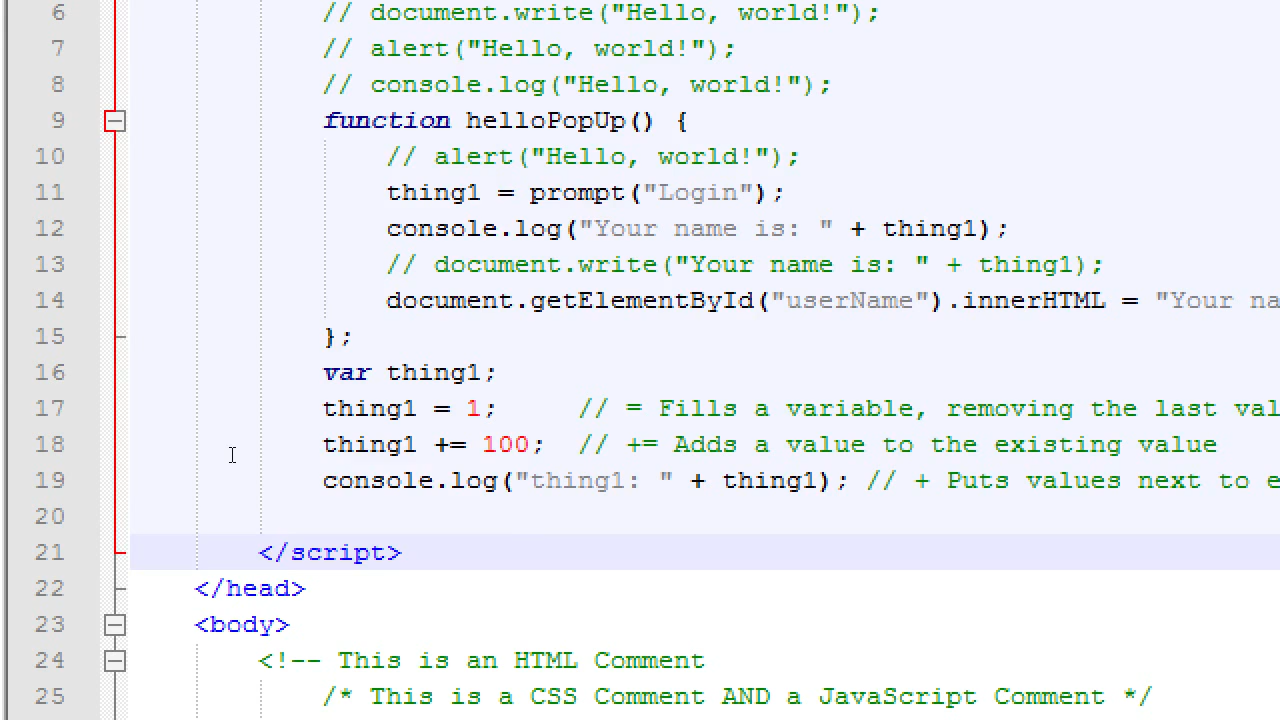 6 // document.write("Hello, world!");
7 // alert("Hello, world!");
8 // console.log("Hello, world!");
9 function helloPopUp() {
10 // alert("Hello, world!");
11 thing1 = prompt("Login");
12 console.log("Your name is: " + thing1);
13 // document.write("Your name is: " + thing1);
14 document.getElementById("userName").innerHTML = "Your na
15 };
16 var thing1;
17 thing1 = 1; // = Fills a variable, removing the last val
18 thing1 += 100; // += Adds a value to the existing value
19 console.log("thing1: " + thing1); // + Puts values next to e
20
21 </script>
22 </head>
23 <body>
24 <!-- This is an HTML Comment
25 /* This is a CSS Comment AND a JavaScript Comment */